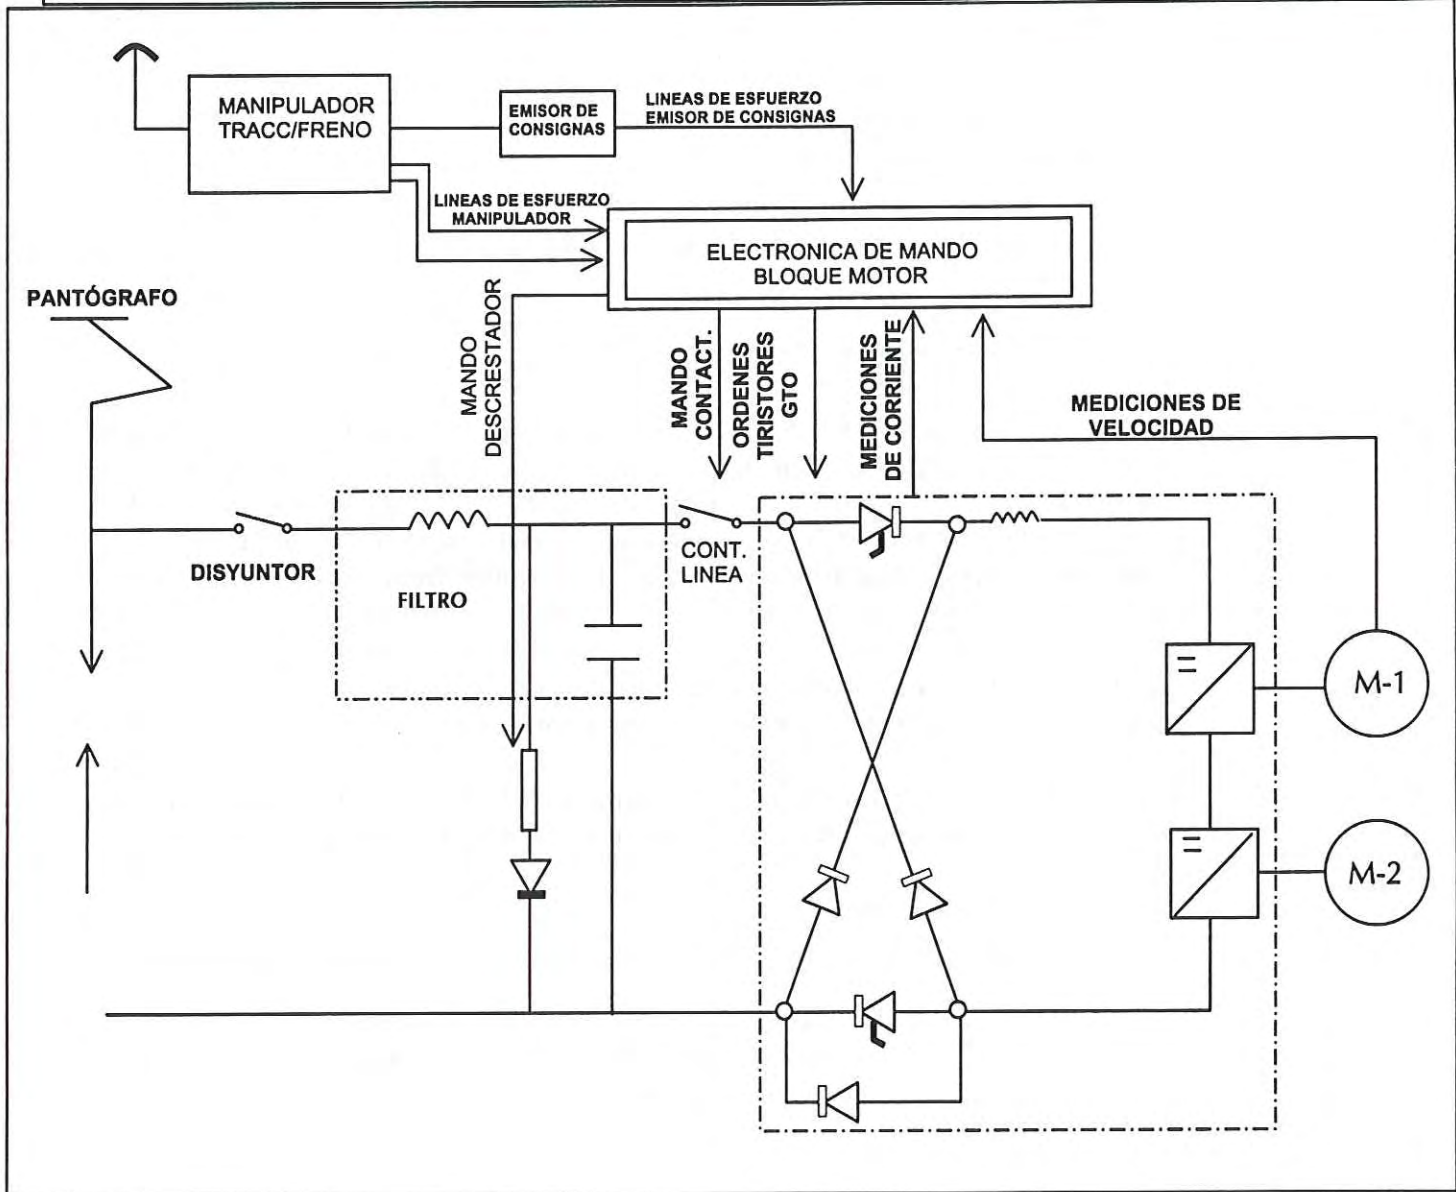 MANIPULADOR
TRACC/FRENO
EMISOR DE
CONSIGNAS
LINEAS DE ESFUERZO
EMISOR DE CONSIGNAS
LINEAS DE ESFUERZO
MANIPULADOR
ELECTRONICA DE MANDO
BLOQUE MOTOR
PANTÓGRAFO
MANDO
DESCRESTADOR
MANDO
CONTACT.
ORDENES
TIRISTORES
GTO
MEDICIONES
DE CORRIENTE
MEDICIONES DE
VELOCIDAD
DISYUNTOR
FILTRO
CONT.
LINEA
M-1
M-2